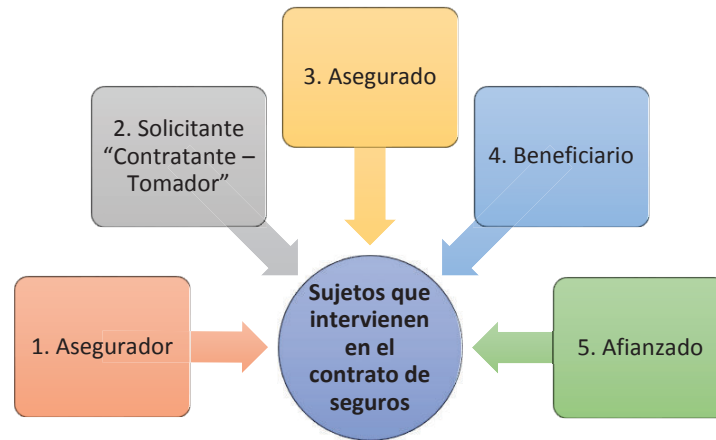 1. Asegurador
2. Solicitante
“Contratante –
Tomador”
3. Asegurado
4. Beneficiario
5. Afianzado
Sujetos que
intervienen
en el
contrato de
seguros